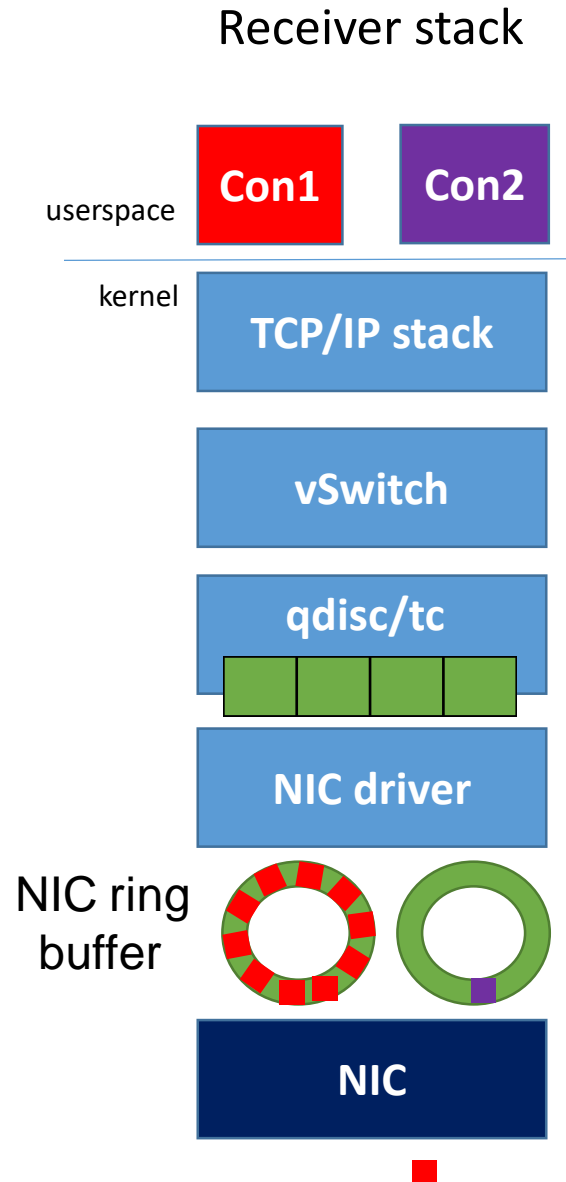 Receiver stack
Con1
Con2
userspace
kernel
TCP/IP stack
vSwitch
qdisc/tc
NIC driver
NIC ring
buffer
NIC